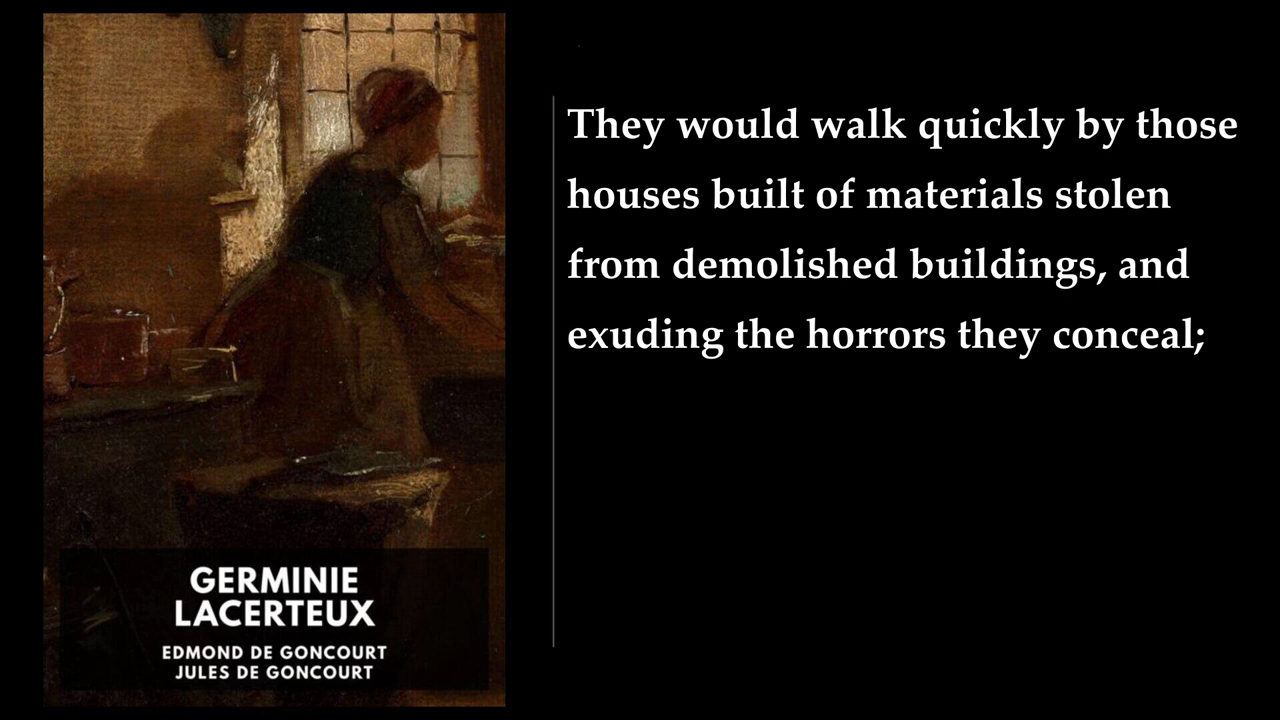 GERMINIE
LACERTEUX
EDMOND DE GONCOURT
JULES DE GONCOURT
They would walk quickly by those
houses built of materials stolen
from demolished buildings, and
exuding the horrors they conceal;